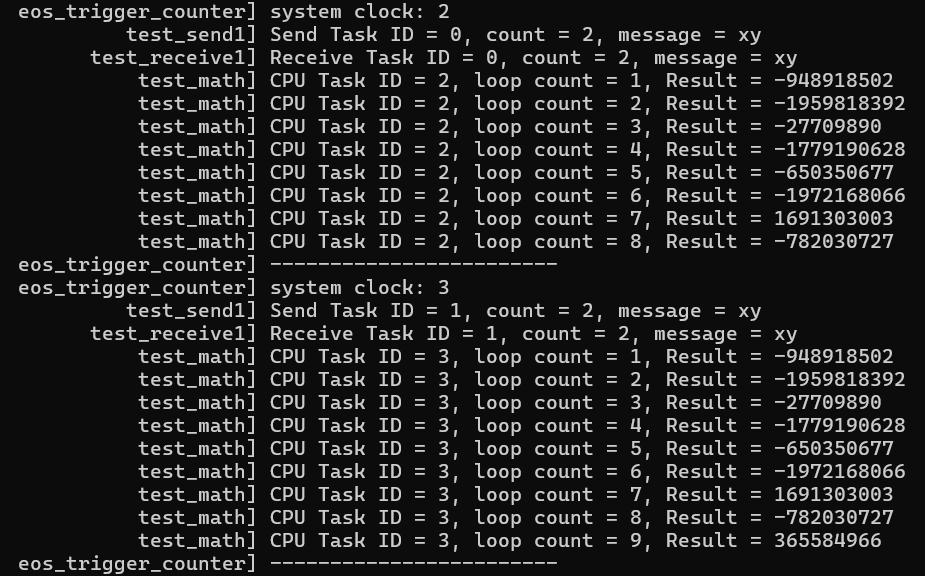 eos_trigger_counter] system clock: 2
test_send1] Send Task ID = 0, count = 2, message = xy
test_receive1] Receive Task ID = 0, count = 2, message = xy
test_math] CPU Task ID = 2, loop count = 1, Result = -948918502
test_math] CPU Task ID = 2, loop count = 2, Result = -1959818392
test_math] CPU Task ID = 2, loop count = 3, Result = -27709890
test_math] CPU Task ID = 2, loop count = 4, Result = -1779190628
test_math] CPU Task ID = 2, loop count = 5, Result = -650350677
test_math] CPU Task ID = 2, loop count = 6, Result = -1972168066
test_math] CPU Task ID = 2, loop count = 7, Result = 1691303003
test_math] CPU Task ID = 2, loop count = 8, Result = -782030727
eos_trigger_counter] ------------------------
eos_trigger_counter] system clock: 3
test_send1] Send Task ID = 1, count = 2, message = xy
test_receive1] Receive Task ID = 1, count = 2, message = xy
test_math] CPU Task ID = 3, loop count = 1, Result = -948918502
test_math] CPU Task ID = 3, loop count = 2, Result = -1959818392
test_math] CPU Task ID = 3, loop count = 3, Result = -27709890
test_math] CPU Task ID = 3, loop count = 4, Result = -1779190628
test_math] CPU Task ID = 3, loop count = 5, Result = -650350677
test_math] CPU Task ID = 3, loop count = 6, Result = -1972168066
test_math] CPU Task ID = 3, loop count = 7, Result = 1691303003
test_math] CPU Task ID = 3, loop count = 8, Result = -782030727
test_math] CPU Task ID = 3, loop count = 9, Result = 365584966
eos_trigger_counter] ------------------------